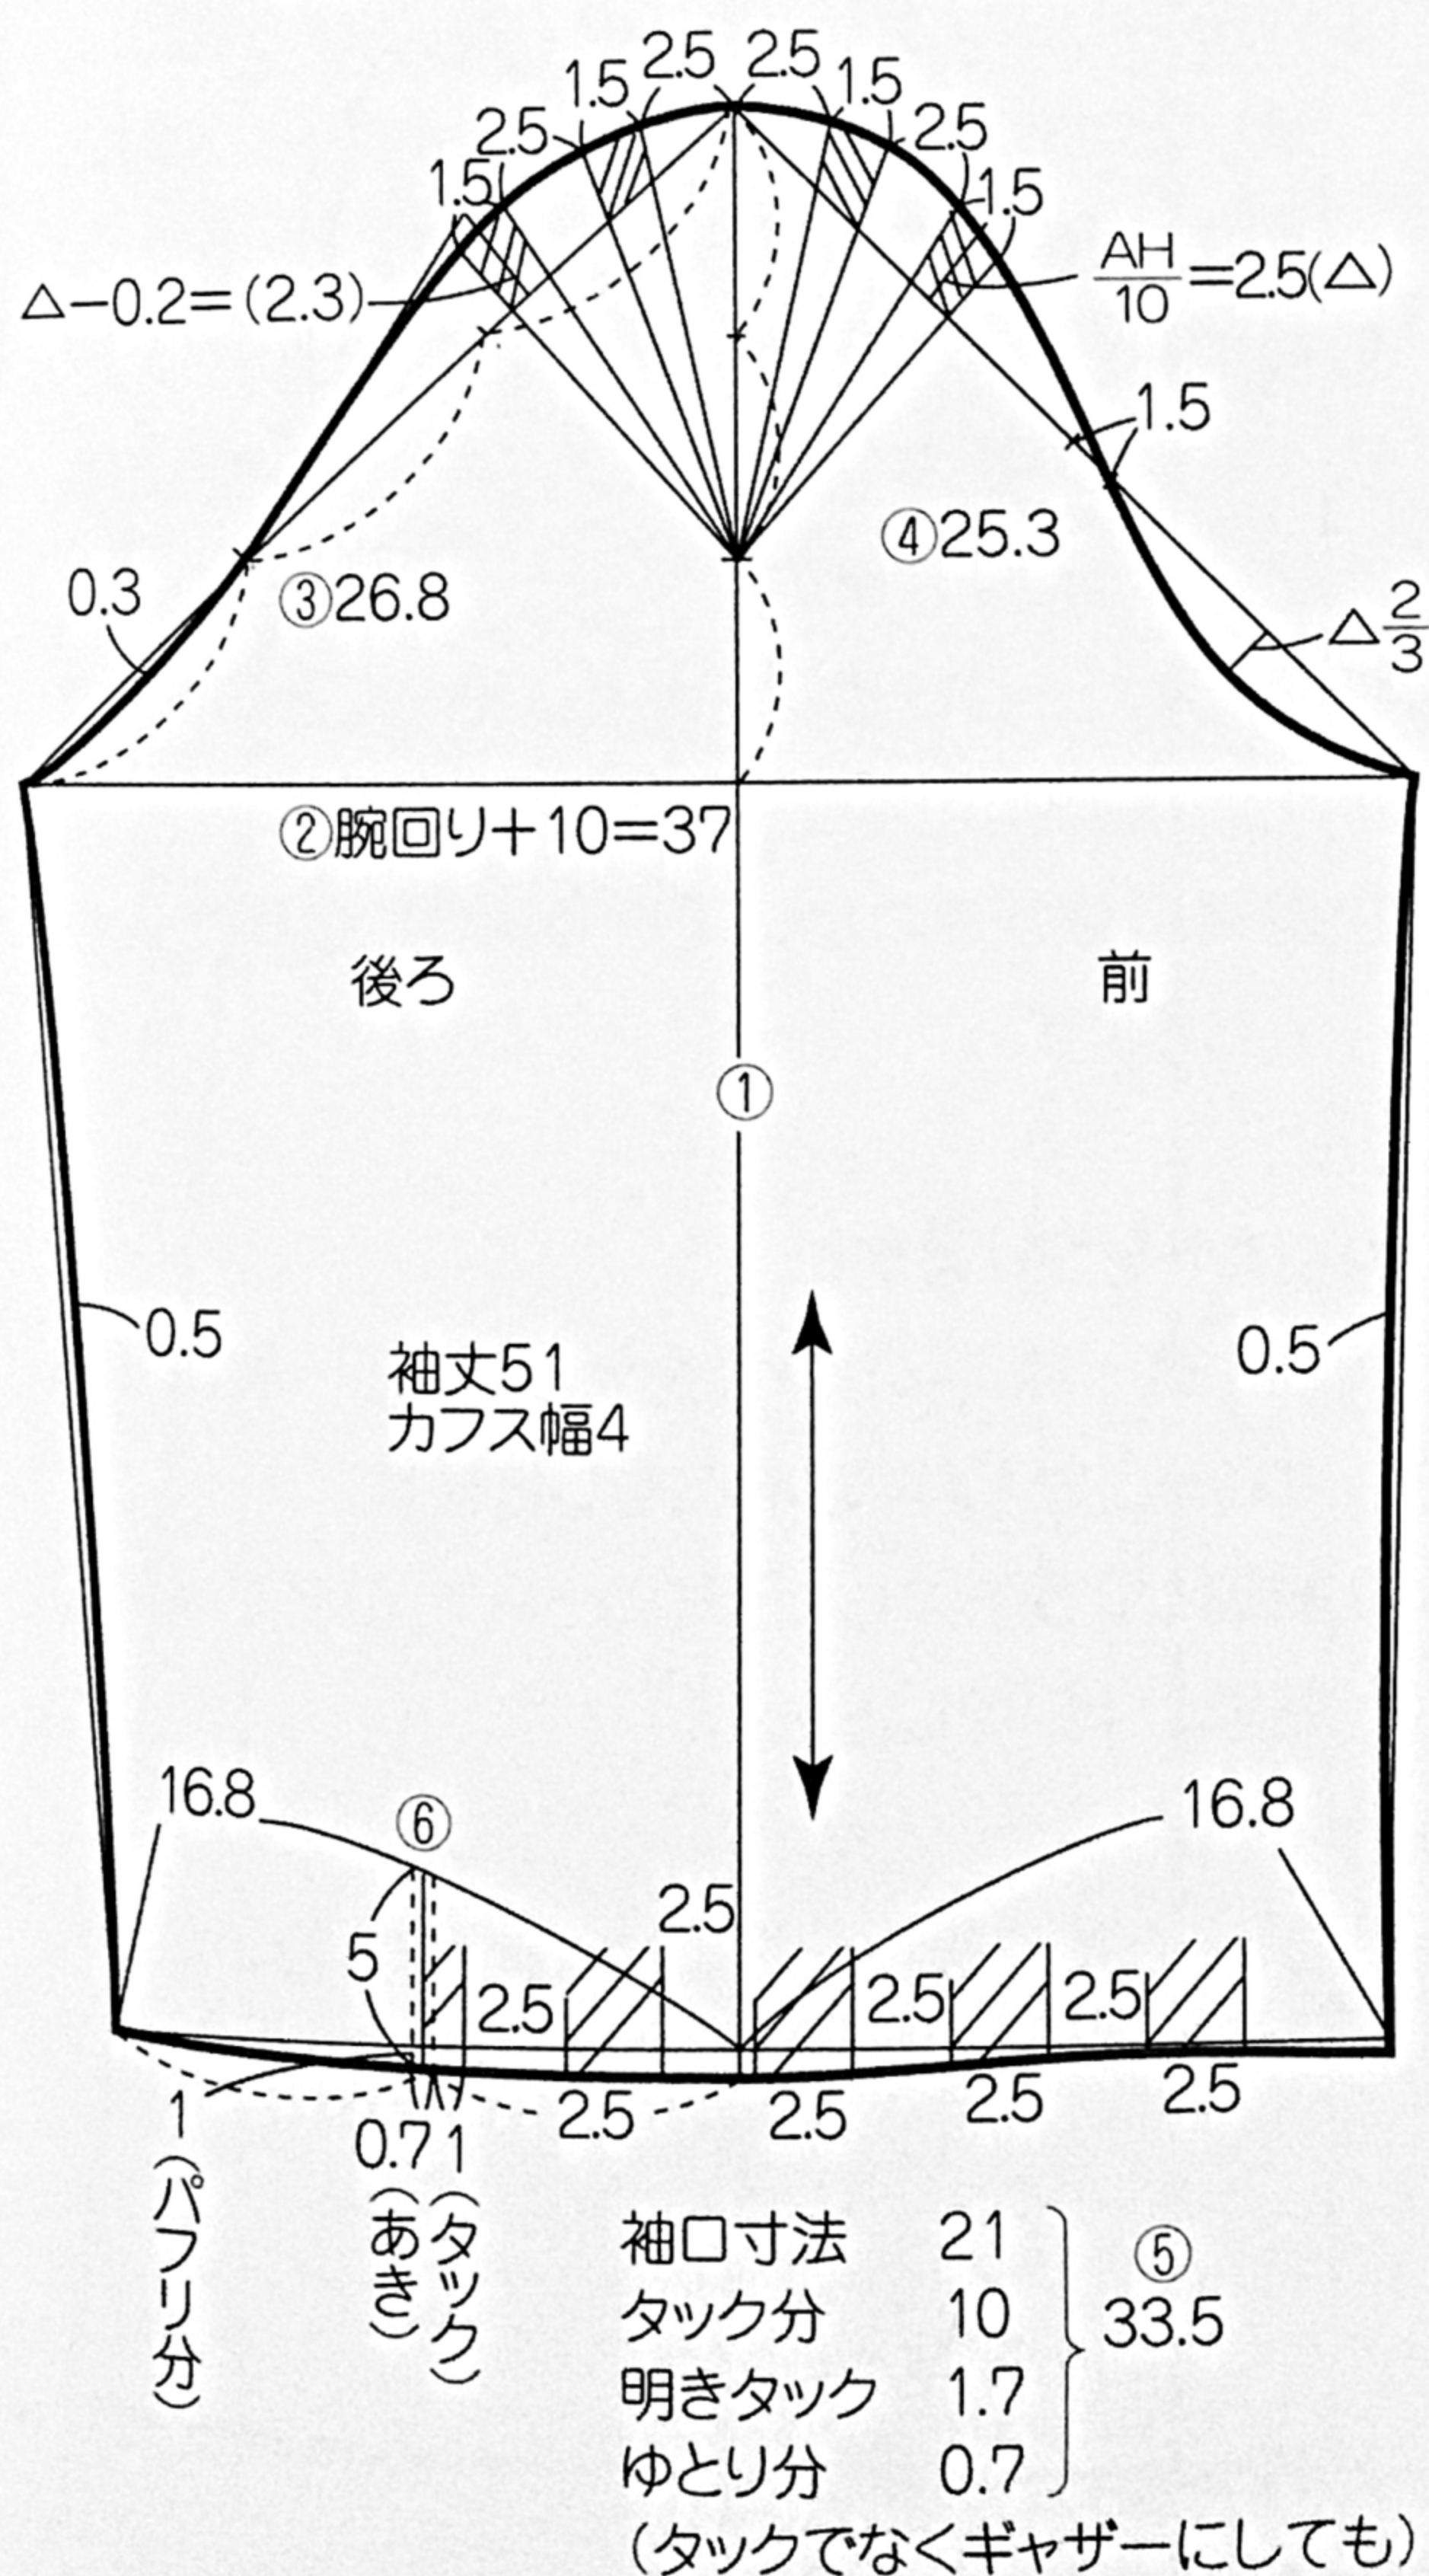 2.5 2.5
1.5 1.5
2.5 2.5
1.5 1.5
△−0.2=(2.3)
AH/10=2.5(△)
1.5
④25.3
0.3
③26.8
△2/3
②腕回り+10=37
後ろ
前
①
0.5
0.5
袖丈51
カフス幅4
16.8
16.8
⑥
2.5
5
2.5
2.5
2.5
2.5
2.5
2.5
2.5
1(パフリ分)
0.7(あき)
1(タック)
袖口寸法 21
タック分 10
明きタック 1.7
ゆとり分 0.7
⑤
33.5
(タックでなくギャザーにしても)